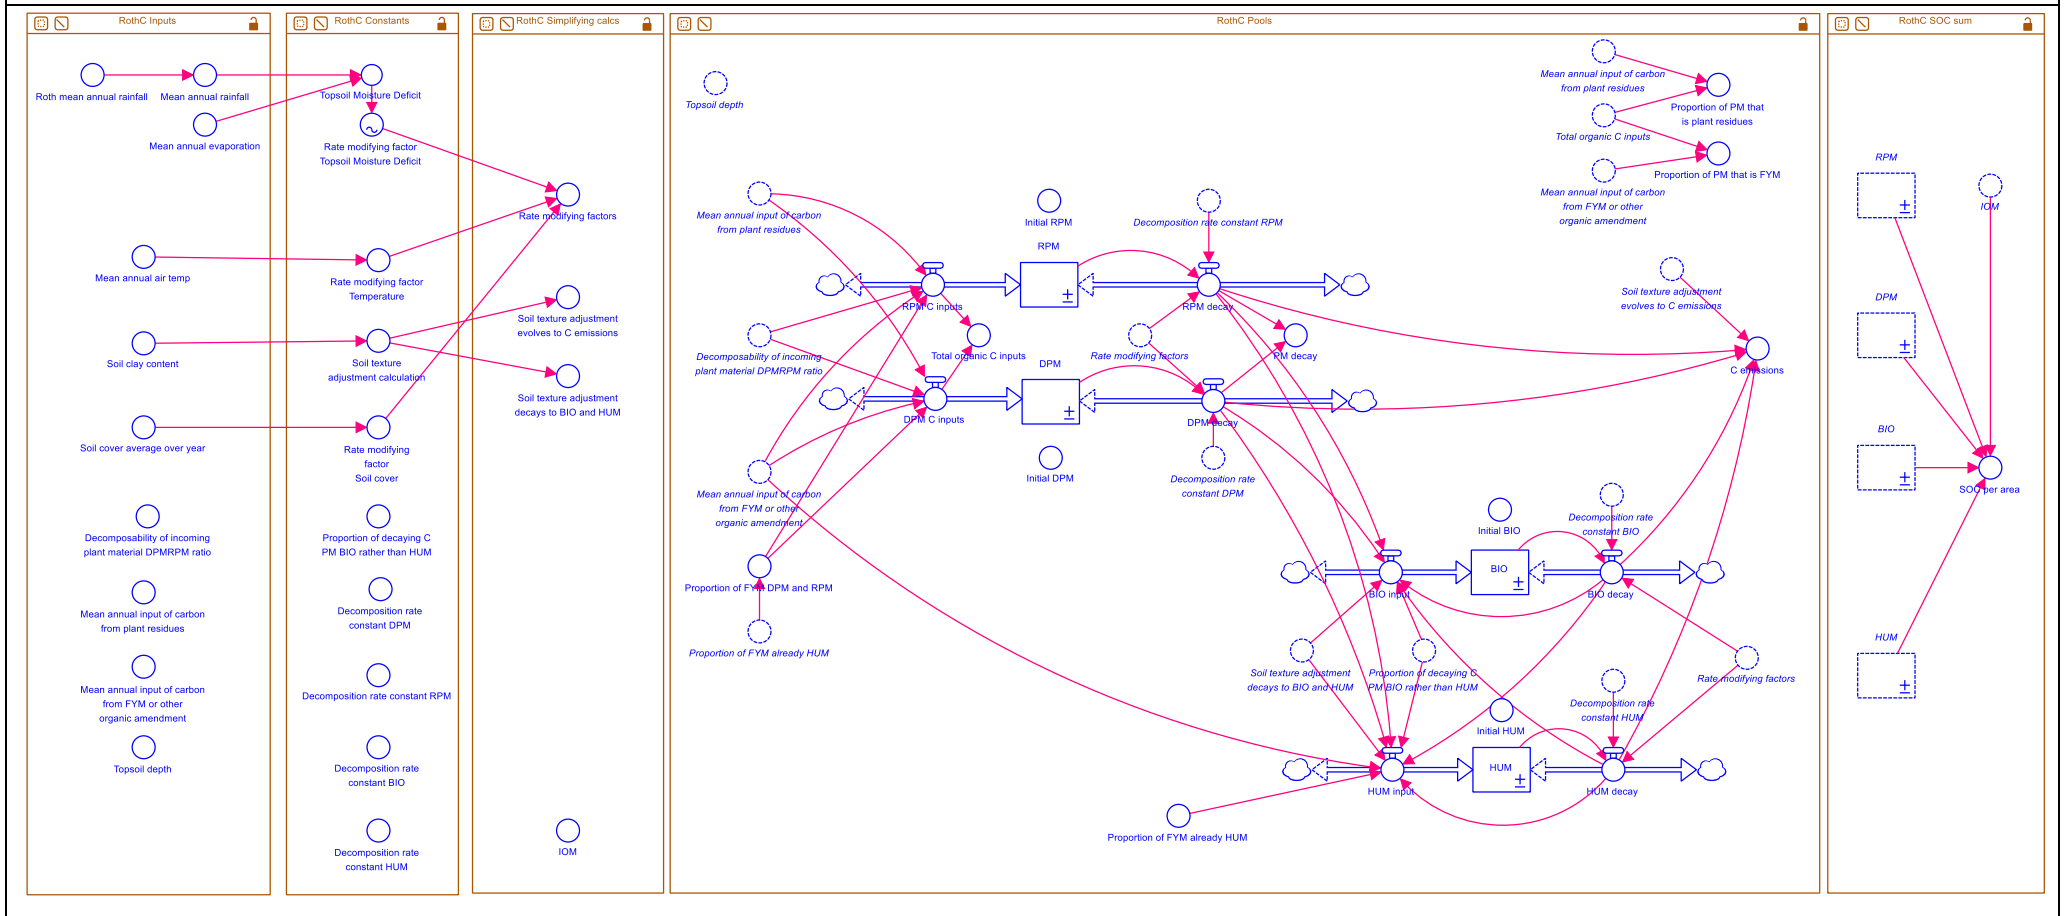 RothC Inputs
Roth mean annual rainfall
Mean annual rainfall
Mean annual evaporation
Mean annual air temp
Soil clay content
Soil cover average over year
Decomposability of incoming
plant material DPMRPM ratio
Mean annual input of carbon
from plant residues
Mean annual input of carbon
from FYM or other
organic amendment
Topsoil depth
RothC Constants
Topsoil Moisture Deficit
Rate modifying factor
Topsoil Moisture Deficit
Rate modifying factor
Temperature
Soil texture
adjustment calculation
Rate modifying
factor
Soil cover
Proportion of decaying C
PM BIO rather than HUM
Decomposition rate
constant DPM
Decomposition rate constant RPM
Decomposition rate
constant BIO
Decomposition rate
constant HUM
RothC Simplifying calcs
Rate modifying factors
Soil texture adjustment
evolves to C emissions
Soil texture adjustment
decays to BIO and HUM
IOM
RothC Pools
Topsoil depth
Mean annual input of carbon
from plant residues
Proportion of PM that
is plant residues
Total organic C inputs
Proportion of PM that is FYM
Mean annual input of carbon
from FYM or other
organic amendment
Mean annual input of carbon
from plant residues
Initial RPM
Decomposition rate constant RPM
RPM
±
RPM C inputs
RPM decay
Soil texture adjustment
evolves to C emissions
Decomposability of incoming
plant material DPMRPM ratio
Total organic C inputs
Rate modifying factors
PM decay
C emissions
DPM
±
DPM C inputs
DPM decay
Initial DPM
Decomposition rate
constant DPM
Mean annual input of carbon
from FYM or other
organic amendment
Initial BIO
Decomposition rate
constant BIO
BIO
±
BIO input
BIO decay
Proportion of FYM DPM and RPM
Proportion of FYM already HUM
Soil texture adjustment
decays to BIO and HUM
Proportion of decaying C
PM BIO rather than HUM
Rate modifying factors
Initial HUM
Decomposition rate
constant HUM
HUM
±
HUM input
HUM decay
Proportion of FYM already HUM
RothC SOC sum
RPM
±
IOM
DPM
±
BIO
±
SOC per area
HUM
±